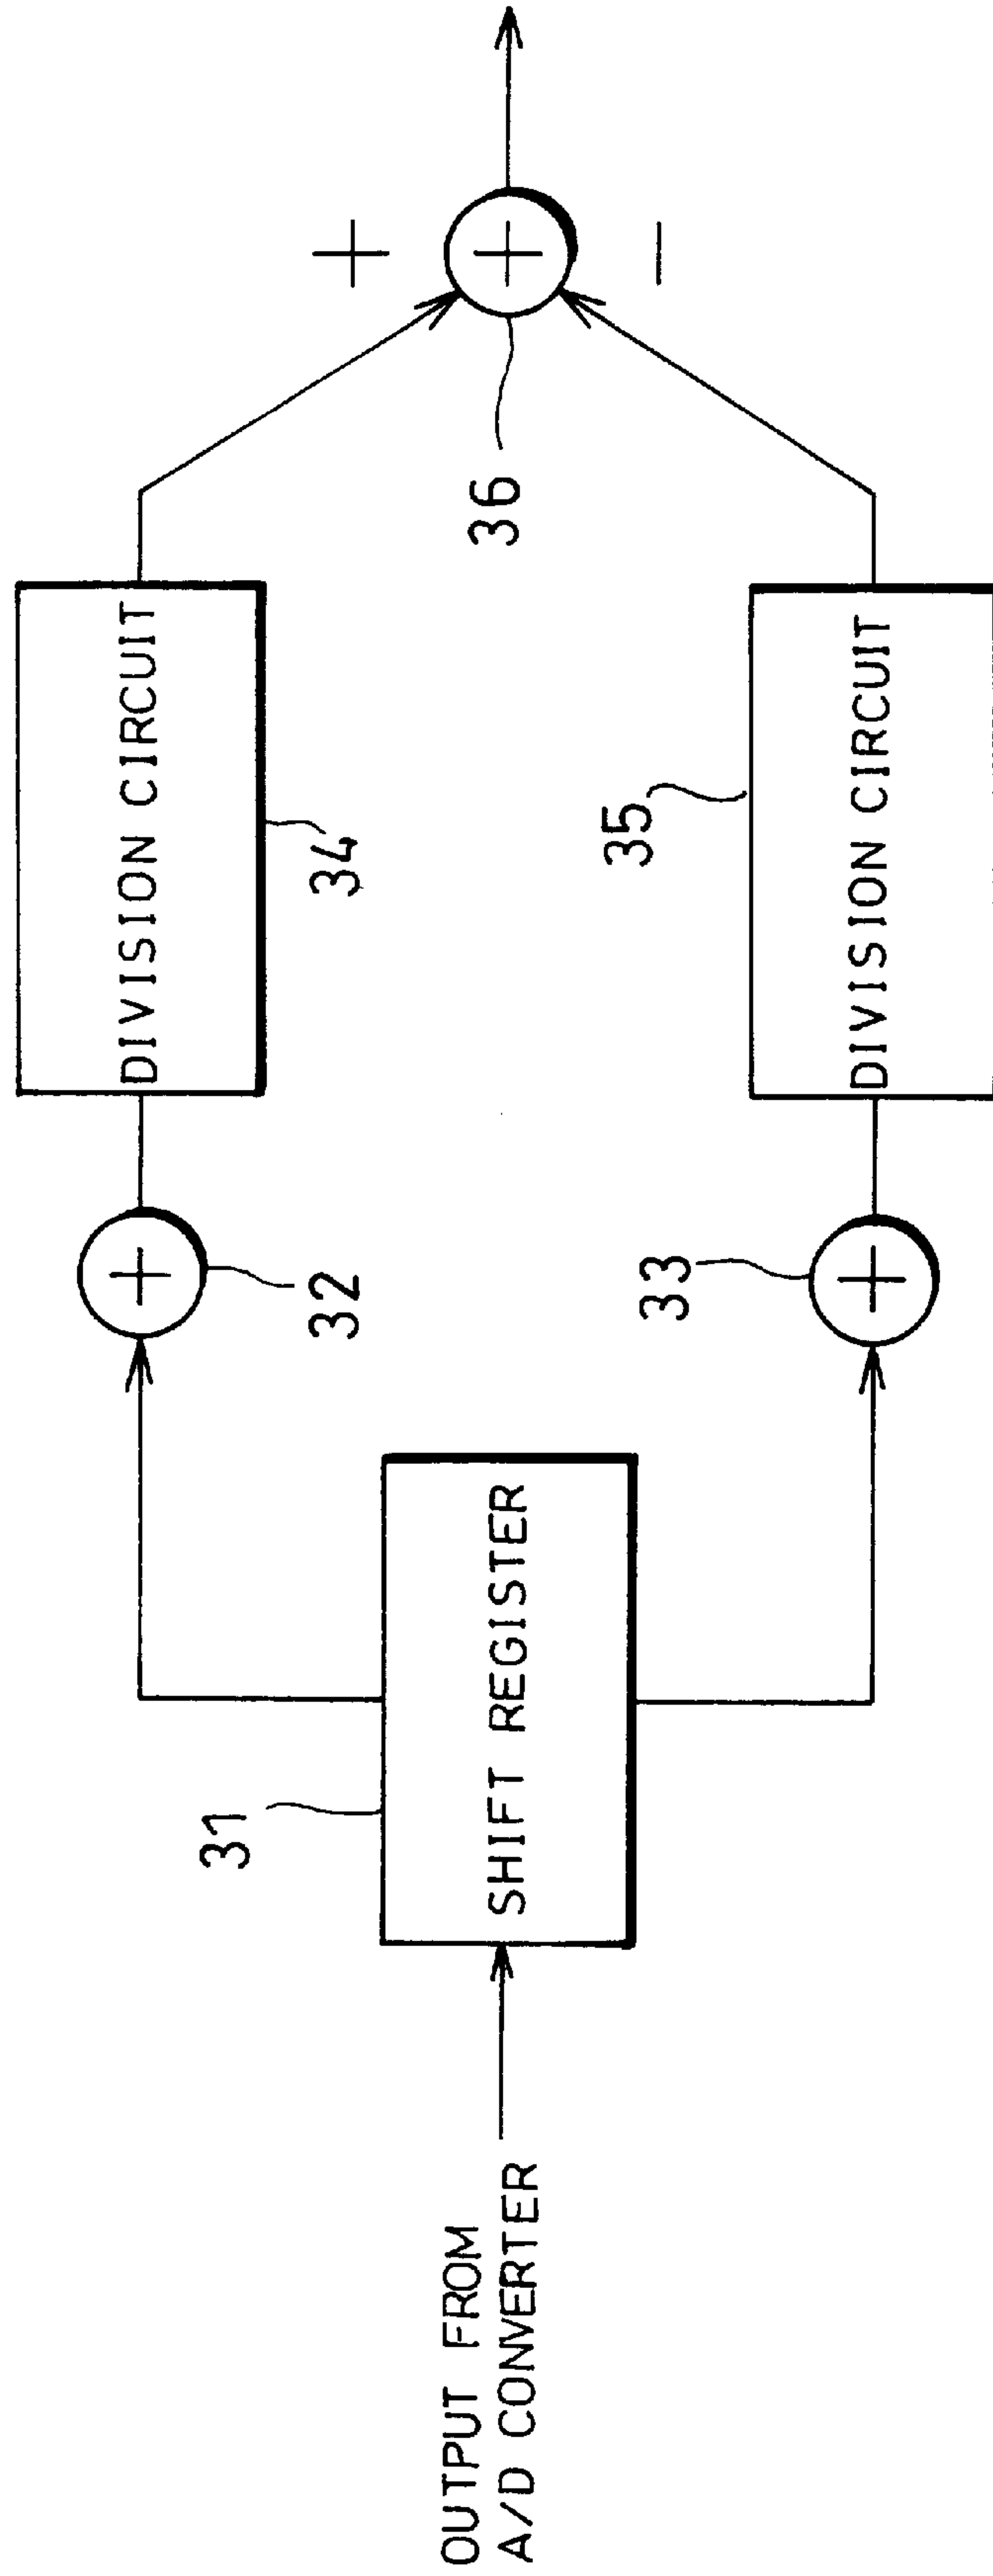 OUTPUT FROM
A/D CONVERTER
31
SHIFT REGISTER
32
33
DIVISION CIRCUIT
34
35
DIVISION CIRCUIT
36
+
+
+
+
−